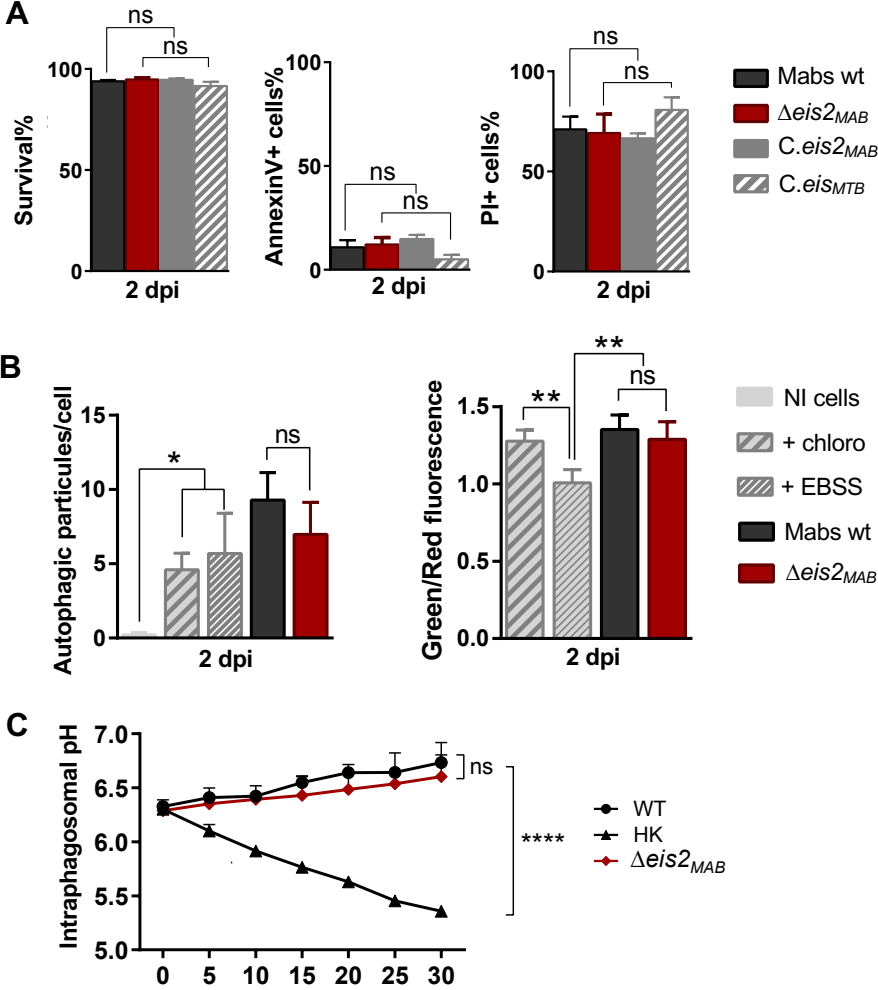 A
ns
ns
100
50
0
Survival%
2 dpi
ns
ns
100
50
0
AnnexinV+ cells%
2 dpi
ns
ns
100
50
0
PI+ cells%
2 dpi
Mabs wt
Δeis2MAB
C.eis2MAB
C.eisMTB
B
*
ns
15
10
5
0
Autophagic particules/cell
2 dpi
**
**
ns
1.5
1.0
0.5
0.0
Green/Red fluorescence
2 dpi
NI cells
+ chloro
+ EBSS
Mabs wt
Δeis2MAB
C
7.0
6.5
6.0
5.5
5.0
Intraphagosomal pH
0 5 10 15 20 25 30
ns
****
WT
HK
Δeis2MAB